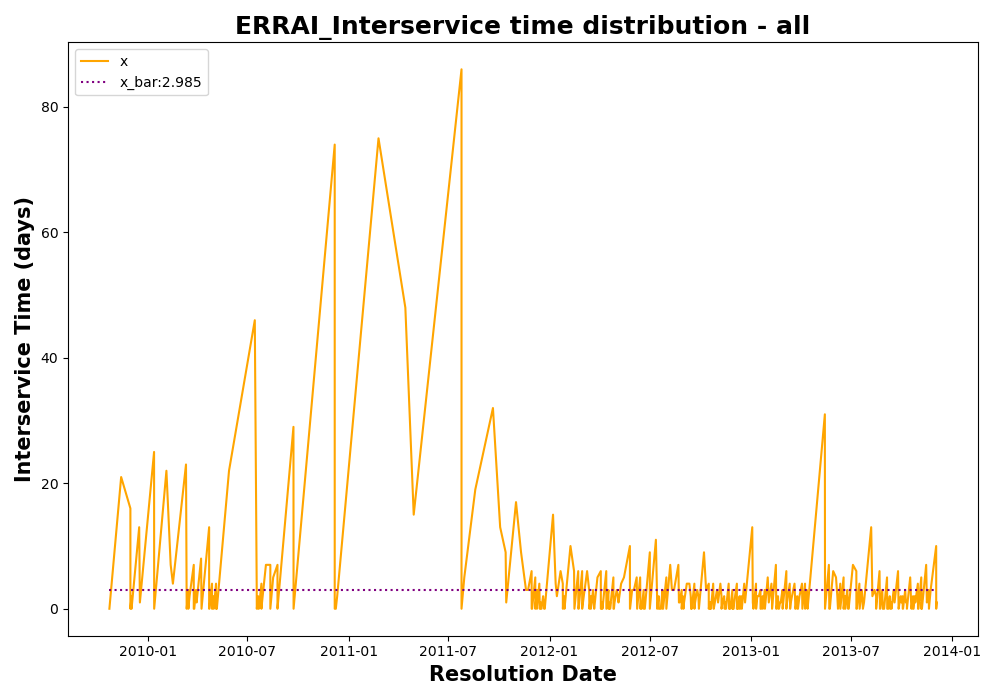 ERRAI_Interservice time distribution - all
x
x_bar:2.985
Interservice Time (days)
80
60
40
20
0
2010-01 2010-07 2011-01 2011-07 2012-01 2012-07 2013-01 2013-07 2014-01
Resolution Date